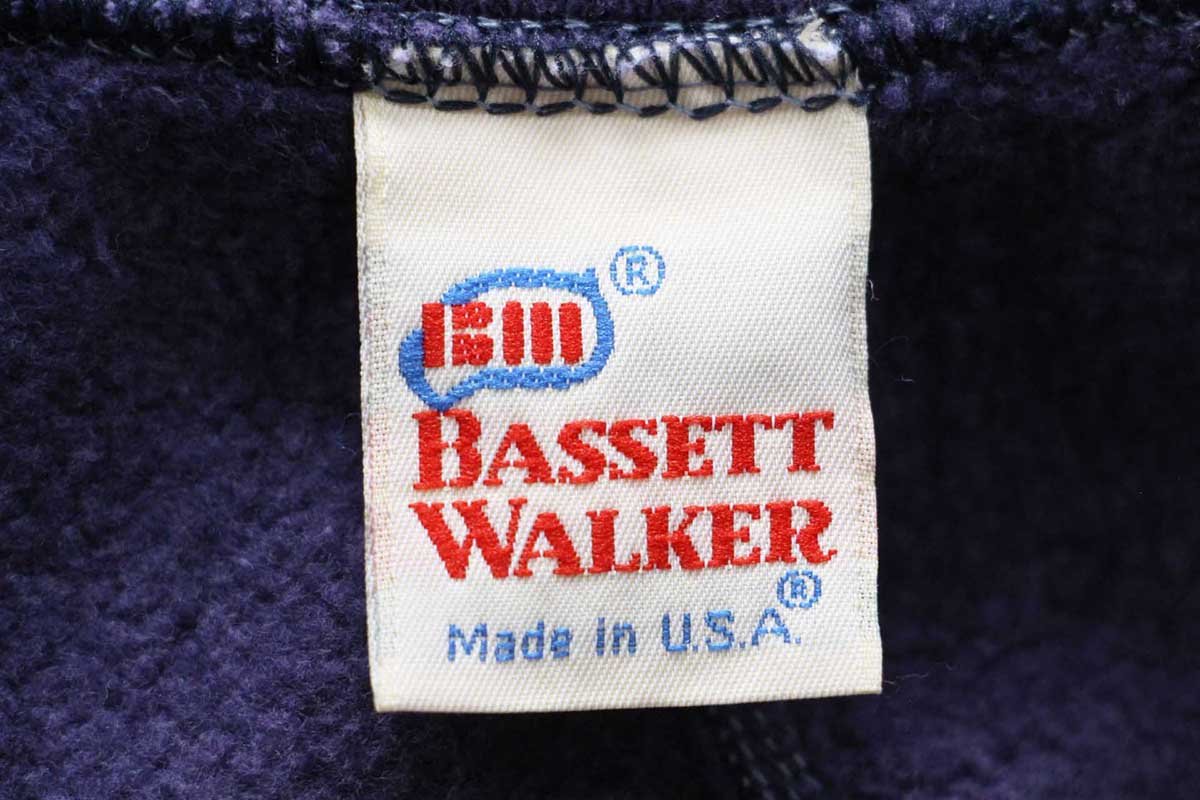 BW ®
BASSETT
WALKER ®
Made in U.S.A.